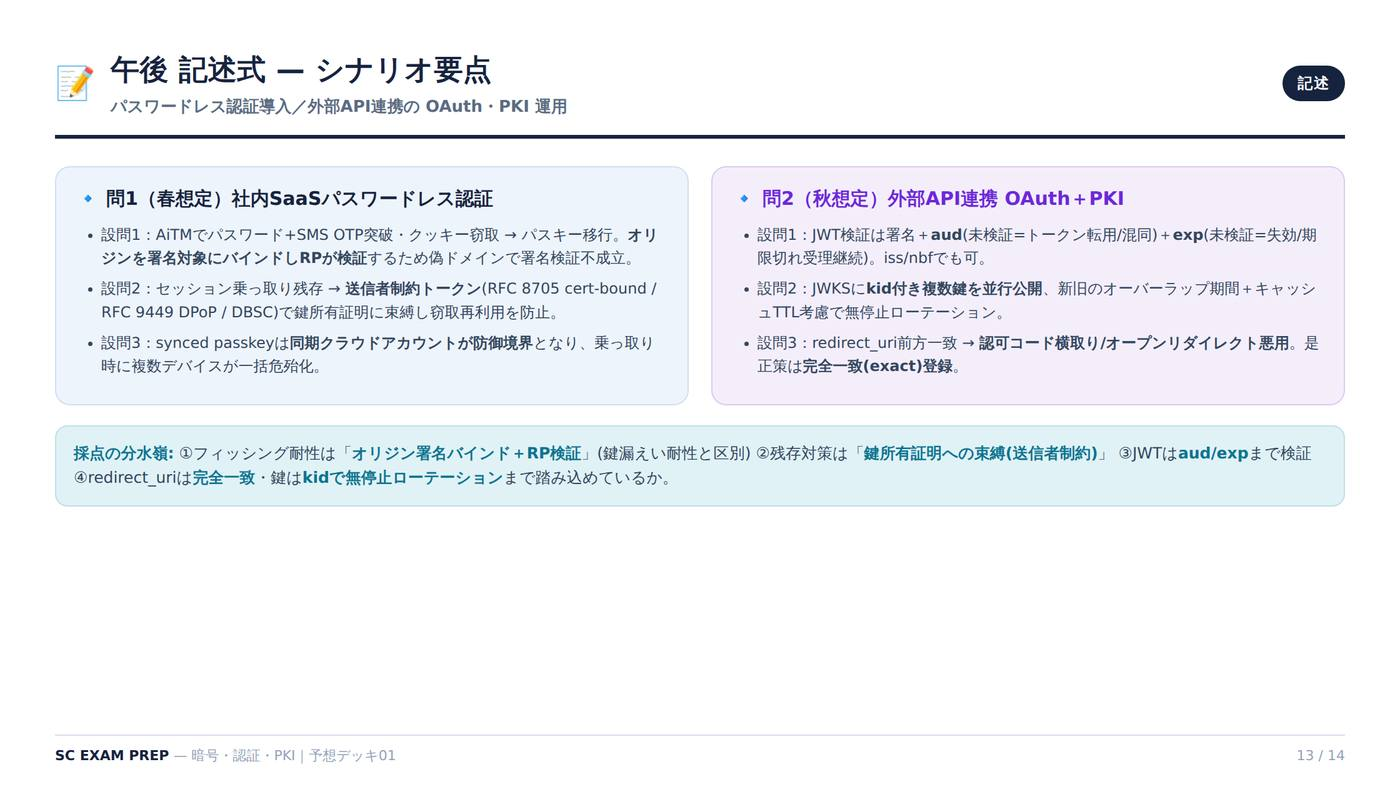 午後 記述式 — シナリオ要点
パスワードレス認証導入／外部API連携の OAuth・PKI 運用
記述
問1（春想定）社内SaaSパスワードレス認証
• 設問1：AiTMでパスワード+SMS OTP突破・クッキー窃取 → パスキー移行。オリ
ジンを署名対象にバインドしRPが検証するため偽ドメインで署名検証不成立。
• 設問2：セッション乗っ取り残存 → 送信者制約トークン(RFC 8705 cert-bound /
RFC 9449 DPoP / DBSC)で鍵所有証明に束縛し窃取再利用を防止。
• 設問3：synced passkeyは同期クラウドアカウントが防御境界となり、乗っ取り
時に複数デバイスが一括危殆化。
問2（秋想定）外部API連携 OAuth＋PKI
• 設問1：JWT検証は署名＋aud(未検証=トークン転用/混同)＋exp(未検証=失効/期
限切れ受理継続)。iss/nbfでも可。
• 設問2：JWKSにkid付き複数鍵を並行公開、新旧のオーバーラップ期間＋キャッシ
ュTTL考慮で無停止ローテーション。
• 設問3：redirect_uri前方一致 → 認可コード横取り/オープンリダイレクト悪用。是
正策は完全一致(exact)登録。
採点の分水嶺: ①フィッシング耐性は「オリジン署名バインド＋RP検証」(鍵漏えい耐性と区別) ②残存対策は「鍵所有証明への束縛(送信者制約)」 ③JWTはaud/expまで検証
④redirect_uriは完全一致・鍵はkidで無停止ローテーションまで踏み込めているか。
SC EXAM PREP — 暗号・認証・PKI｜予想デッキ01
13 / 14